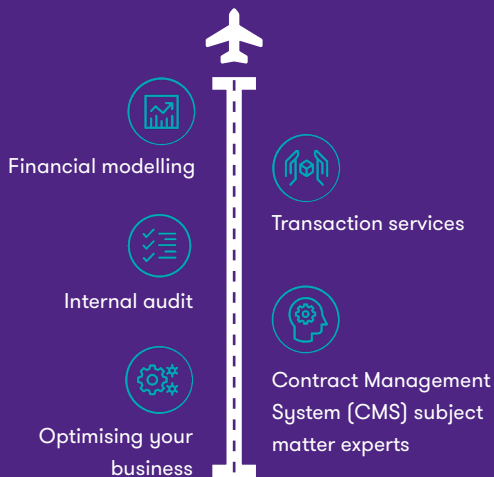 Financial modelling
Transaction services
Internal audit
Contract Management
System (CMS) subject
matter experts
Optimising your
business